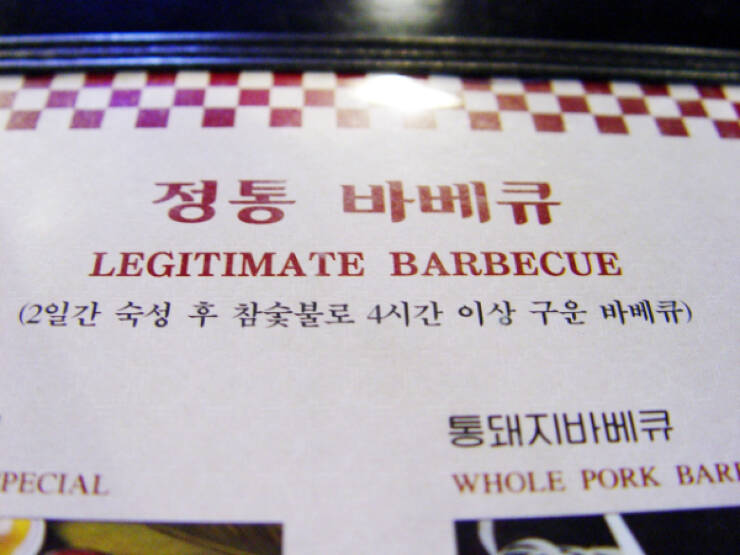 정통 바베큐
LEGITIMATE BARBECUE
(2일간 숙성 후 참숯불로 4시간 이상 구운 바베큐)
통돼지바베큐
PECIAL
WHOLE PORK BAR